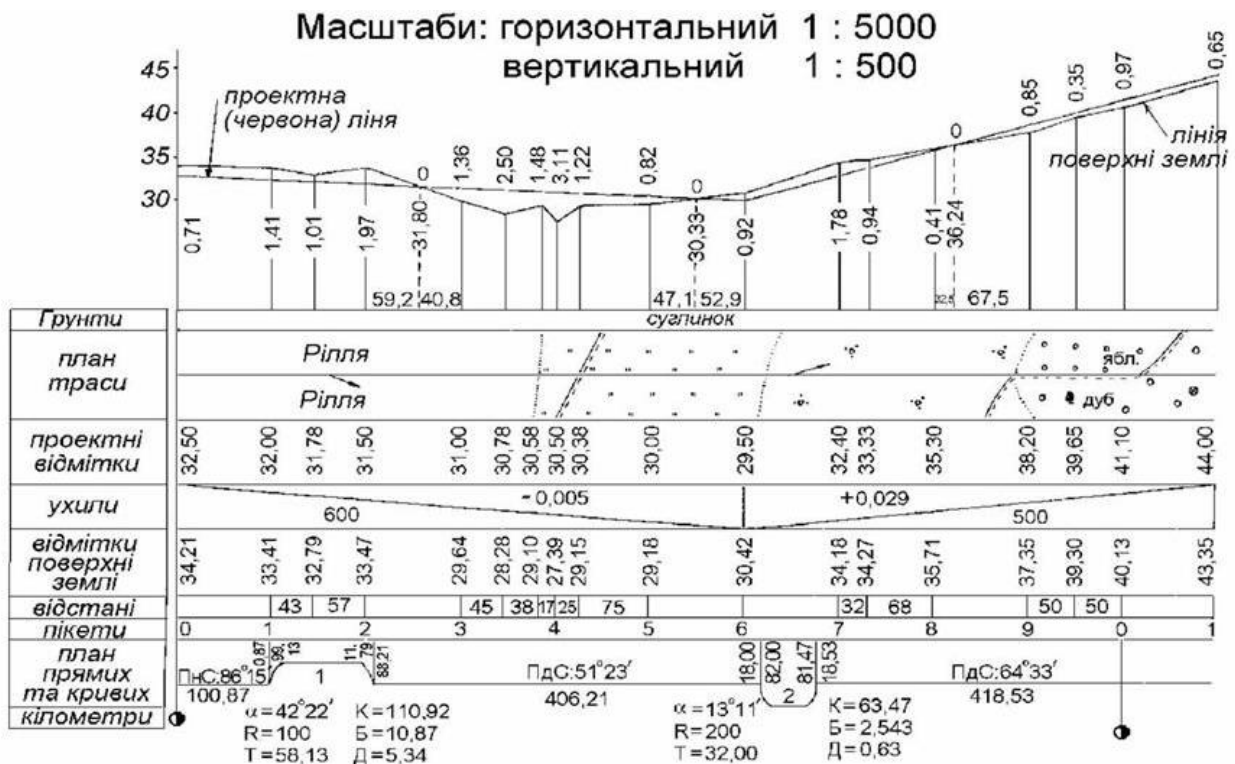 Масштаби: горизонтальний 1 : 5000
вертикальний 1 : 500
45
40
35
30
проектна
(червона) ліня
лінія
поверхні землі
0,71
1,41
1,01
1,97
0
-31,80-
1,36
2,50
1,48
3,11
1,22
0,82
0
-30,33-
0,92
1,78
0,94
0,41
0
36,24
0,85
0,35
0,97
0,65
59,2 40,8 47,1 52,9 67,5
Грунти суглинок
план
траси
Рілля
Рілля
ябл.
дуб
проектні
відмітки
32,50 32,00 31,78 31,50 31,00 30,78 30,58 30,50 30,38 30,00 29,50 32,40 33,33 35,30 38,20 39,65 41,10 44,00
ухили
-0,005 +0,029
600 500
відмітки
поверхні
землі
34,21 33,41 32,79 33,47 29,64 28,28 29,10 27,39 29,15 29,18 30,42 34,18 34,27 35,71 37,35 39,30 40,13 43,35
відстані 43 57 45 38 17 25 75 32 68 50 50
пікети 0 1 2 3 4 5 6 7 8 9 0 1
план
прямих
та кривих
ПнС:86°15
100,87
0,87
99,13
1
11,79
88,21
ПдС:51°23′
406,21
18,00
82,00
2
81,47
18,53
ПдС:64°33′
418,53
кілометри
α=42°22′ К=110,92
R=100 Б=10,87
Т=58,13 Д=5,34
α=13°11′ К=63,47
R=200 Б=2,543
Т=32,00 Д=0,63